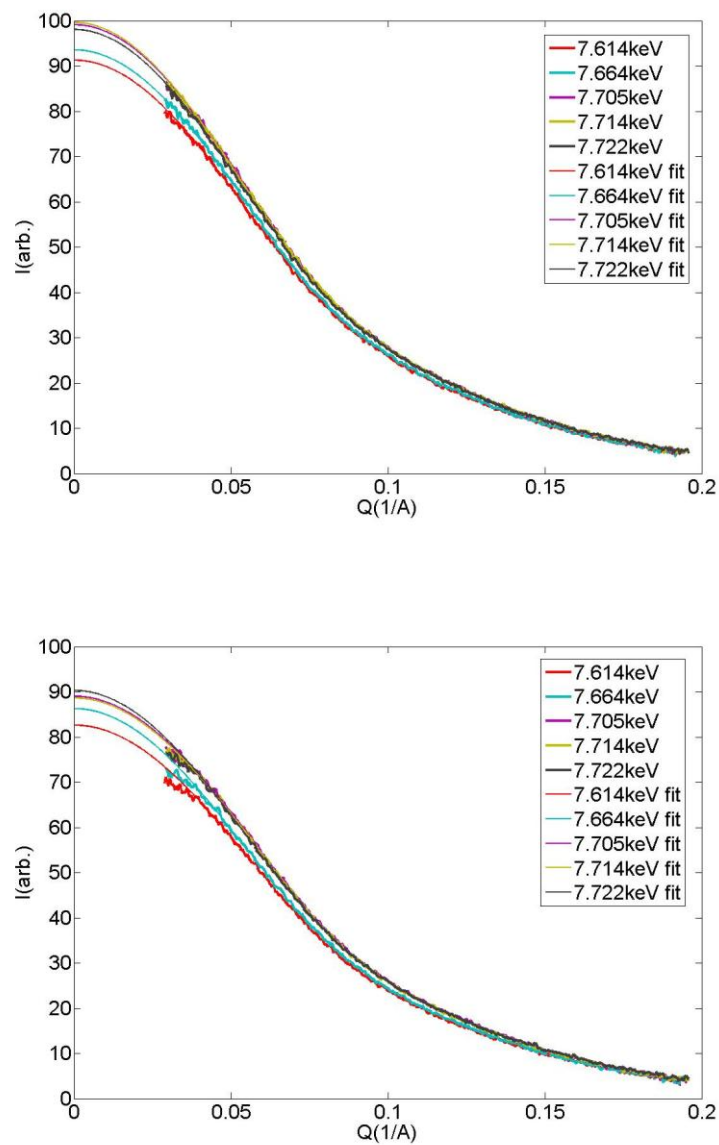 100
90
80
70
60
50
40
30
20
10
0
I(arb.)
0
0.05
0.1
0.15
0.2
Q(1/A)
7.614keV
7.664keV
7.705keV
7.714keV
7.722keV
7.614keV fit
7.664keV fit
7.705keV fit
7.714keV fit
7.722keV fit
100
90
80
70
60
50
40
30
20
10
0
I(arb.)
0
0.05
0.1
0.15
0.2
Q(1/A)
7.614keV
7.664keV
7.705keV
7.714keV
7.722keV
7.614keV fit
7.664keV fit
7.705keV fit
7.714keV fit
7.722keV fit